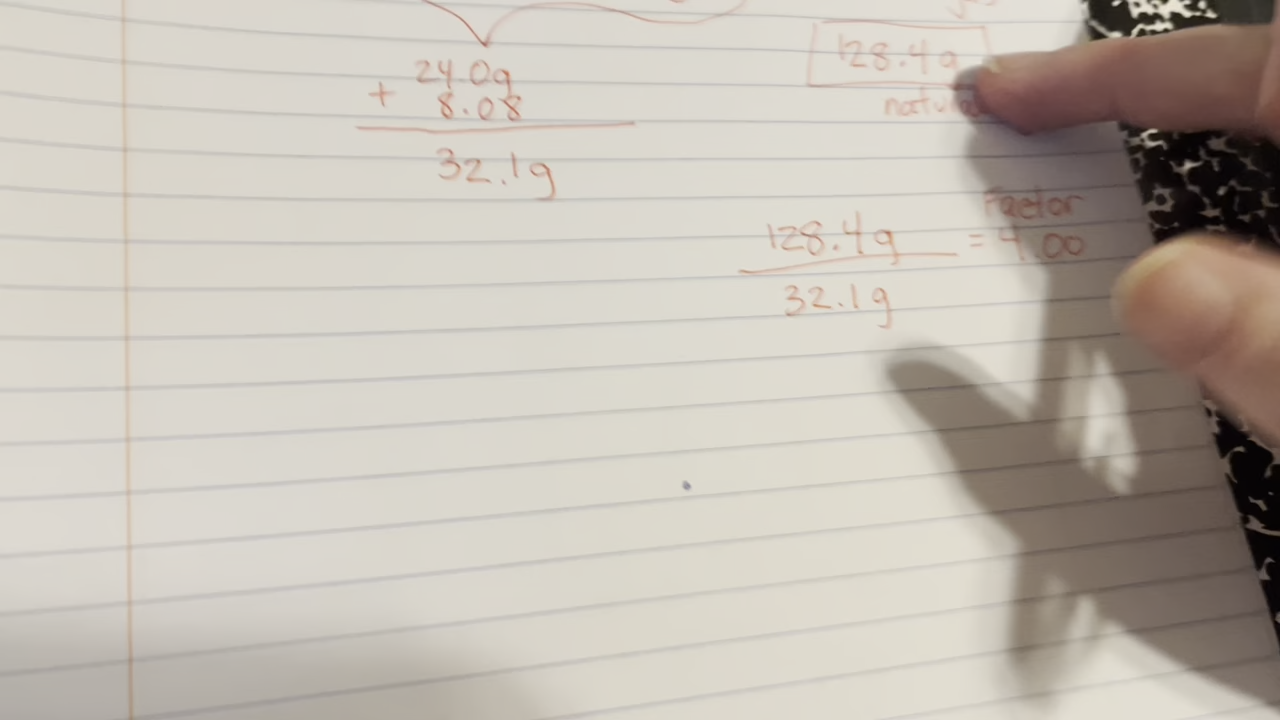 24.0g
+ 8.08
32.1g
128.4g
128.4g = 4.00
32.1g
Factor